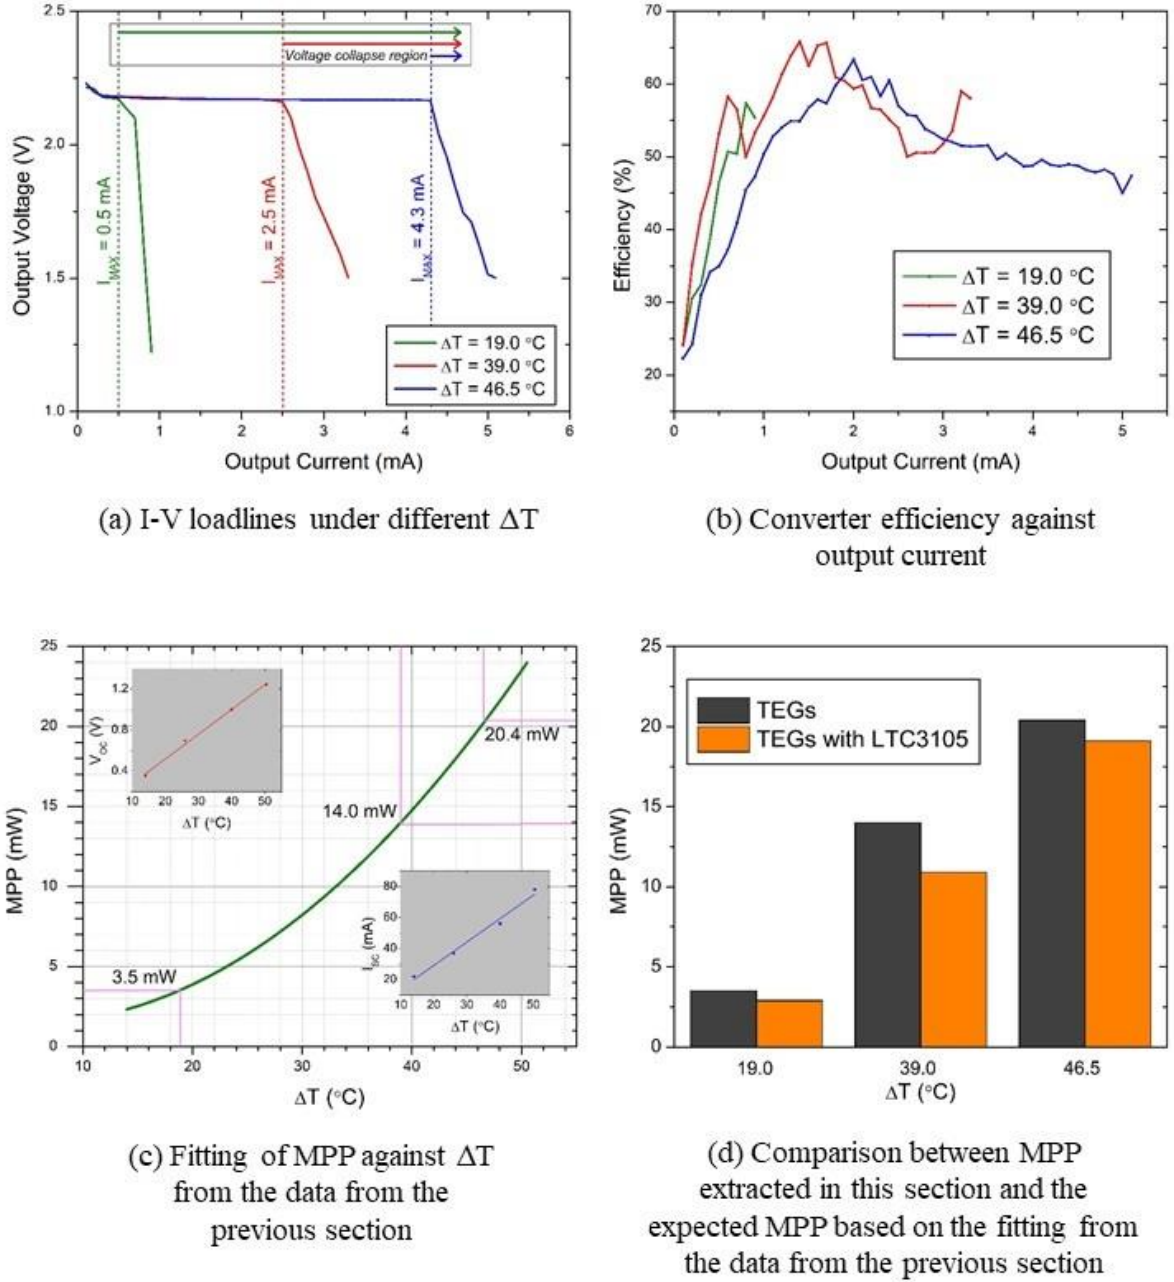 2.5
2.0
1.5
1.0
Output Voltage (V)
Voltage collapse region
I_MAX = 0.5 mA
I_MAX = 2.5 mA
I_MAX = 4.3 mA
ΔT = 19.0 °C
ΔT = 39.0 °C
ΔT = 46.5 °C
0 1 2 3 4 5 6
Output Current (mA)
(a) I-V loadlines under different ΔT
70
60
50
40
30
20
Efficiency (%)
ΔT = 19.0 °C
ΔT = 39.0 °C
ΔT = 46.5 °C
0 1 2 3 4 5
Output Current (mA)
(b) Converter efficiency against
output current
25
20
15
10
5
0
MPP (mW)
1.2
0.8
0.4
V_OC (V)
10 20 30 40 50
ΔT (°C)
20.4 mW
14.0 mW
3.5 mW
80
60
40
20
I_SC (mA)
10 20 30 40 50
ΔT (°C)
10 20 30 40 50
ΔT (°C)
(c) Fitting of MPP against ΔT
from the data from the
previous section
25
20
15
10
5
0
MPP (mW)
TEGs
TEGs with LTC3105
19.0 39.0 46.5
ΔT (°C)
(d) Comparison between MPP
extracted in this section and the
expected MPP based on the fitting from
the data from the previous section